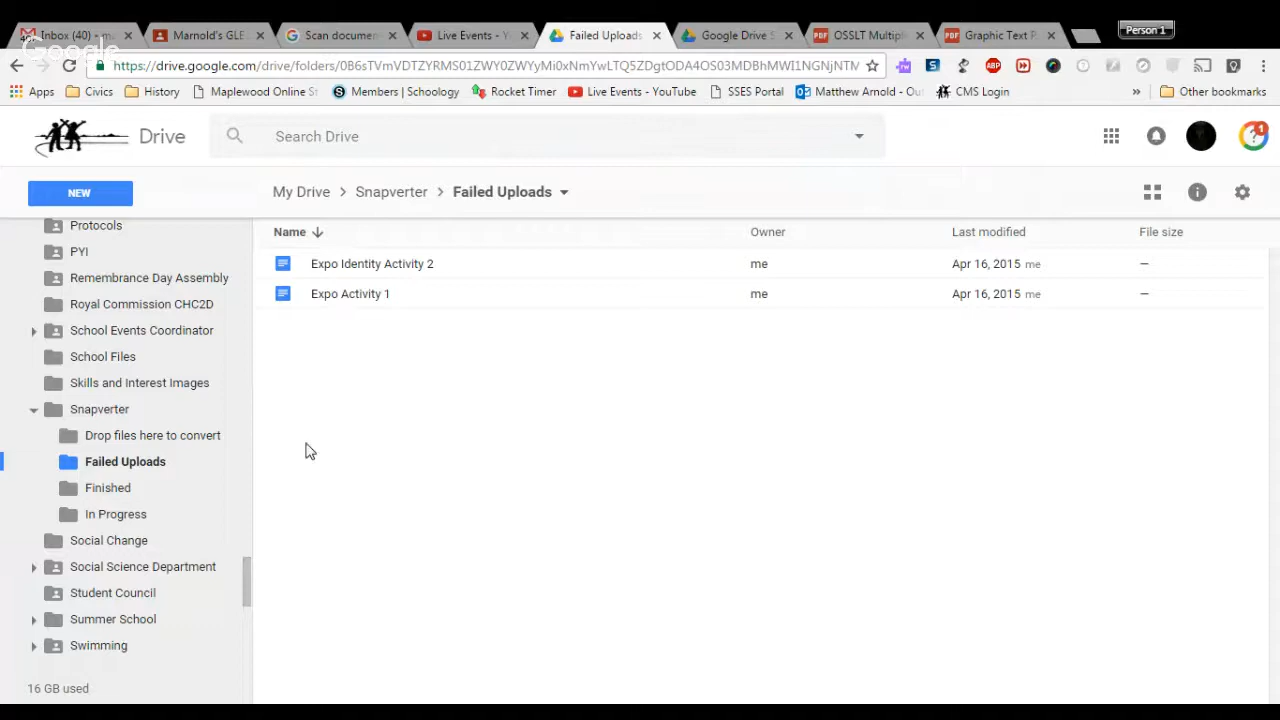 Inbox (40) - ma
Marnold's GLE
Scan documen
Live Events - Y
Failed Uploads
Google Drive S
OSSLT Multipl
Graphic Text P
Person 1
Google
https://drive.google.com/drive/folders/0B6sTVmVDTZYRMS01ZWY0ZWYyMi0xNmYwLTQ5ZDgtODA4OS03MDBhMWI1NGNjNTM
Apps
Civics
History
Maplewood Online St
Members | Schoology
Rocket Timer
Live Events - YouTube
SSES Portal
Matthew Arnold - Ou
CMS Login
»
Other bookmarks
Drive
Search Drive
1
NEW
My Drive > Snapverter > Failed Uploads
Name
Owner
Last modified
File size
Expo Identity Activity 2
me
Apr 16, 2015 me
—
Expo Activity 1
me
Apr 16, 2015 me
—
Protocols
PYI
Remembrance Day Assembly
Royal Commission CHC2D
School Events Coordinator
School Files
Skills and Interest Images
Snapverter
Drop files here to convert
Failed Uploads
Finished
In Progress
Social Change
Social Science Department
Student Council
Summer School
Swimming
16 GB used